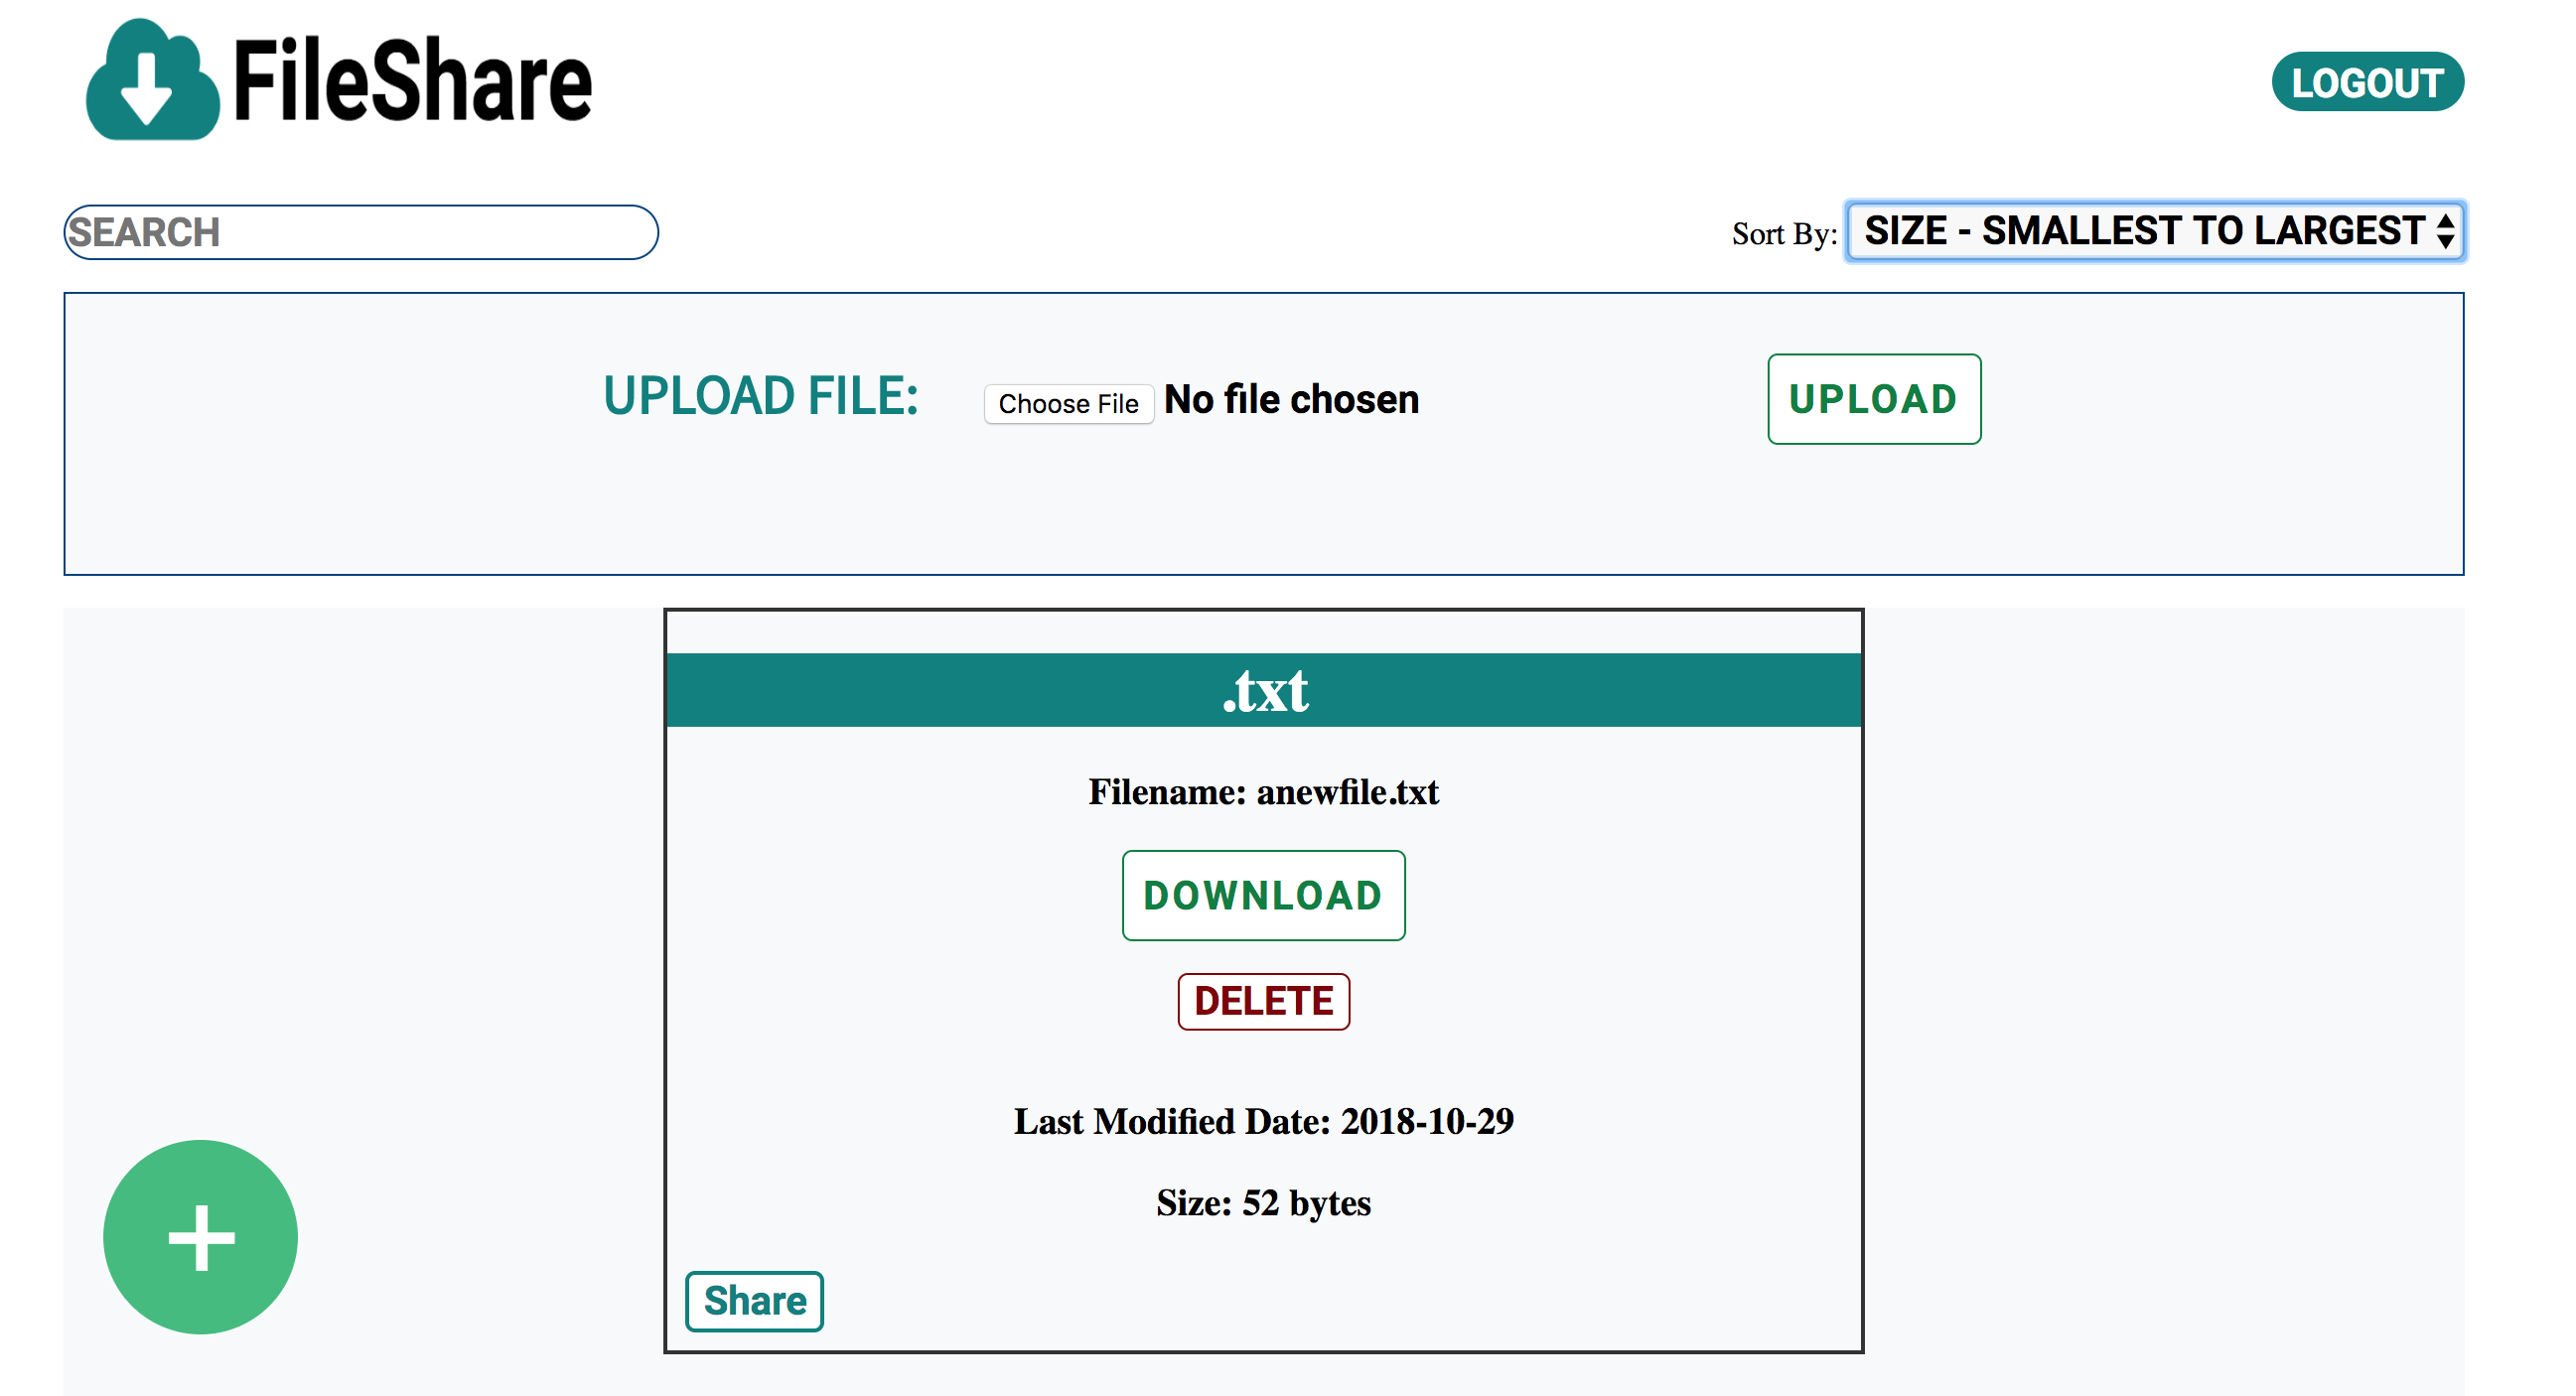 FileShare
LOGOUT
SEARCH
Sort By: SIZE - SMALLEST TO LARGEST
UPLOAD FILE: Choose File No file chosen UPLOAD
.txt
Filename: anewfile.txt
DOWNLOAD
DELETE
Last Modified Date: 2018-10-29
Size: 52 bytes
+
Share